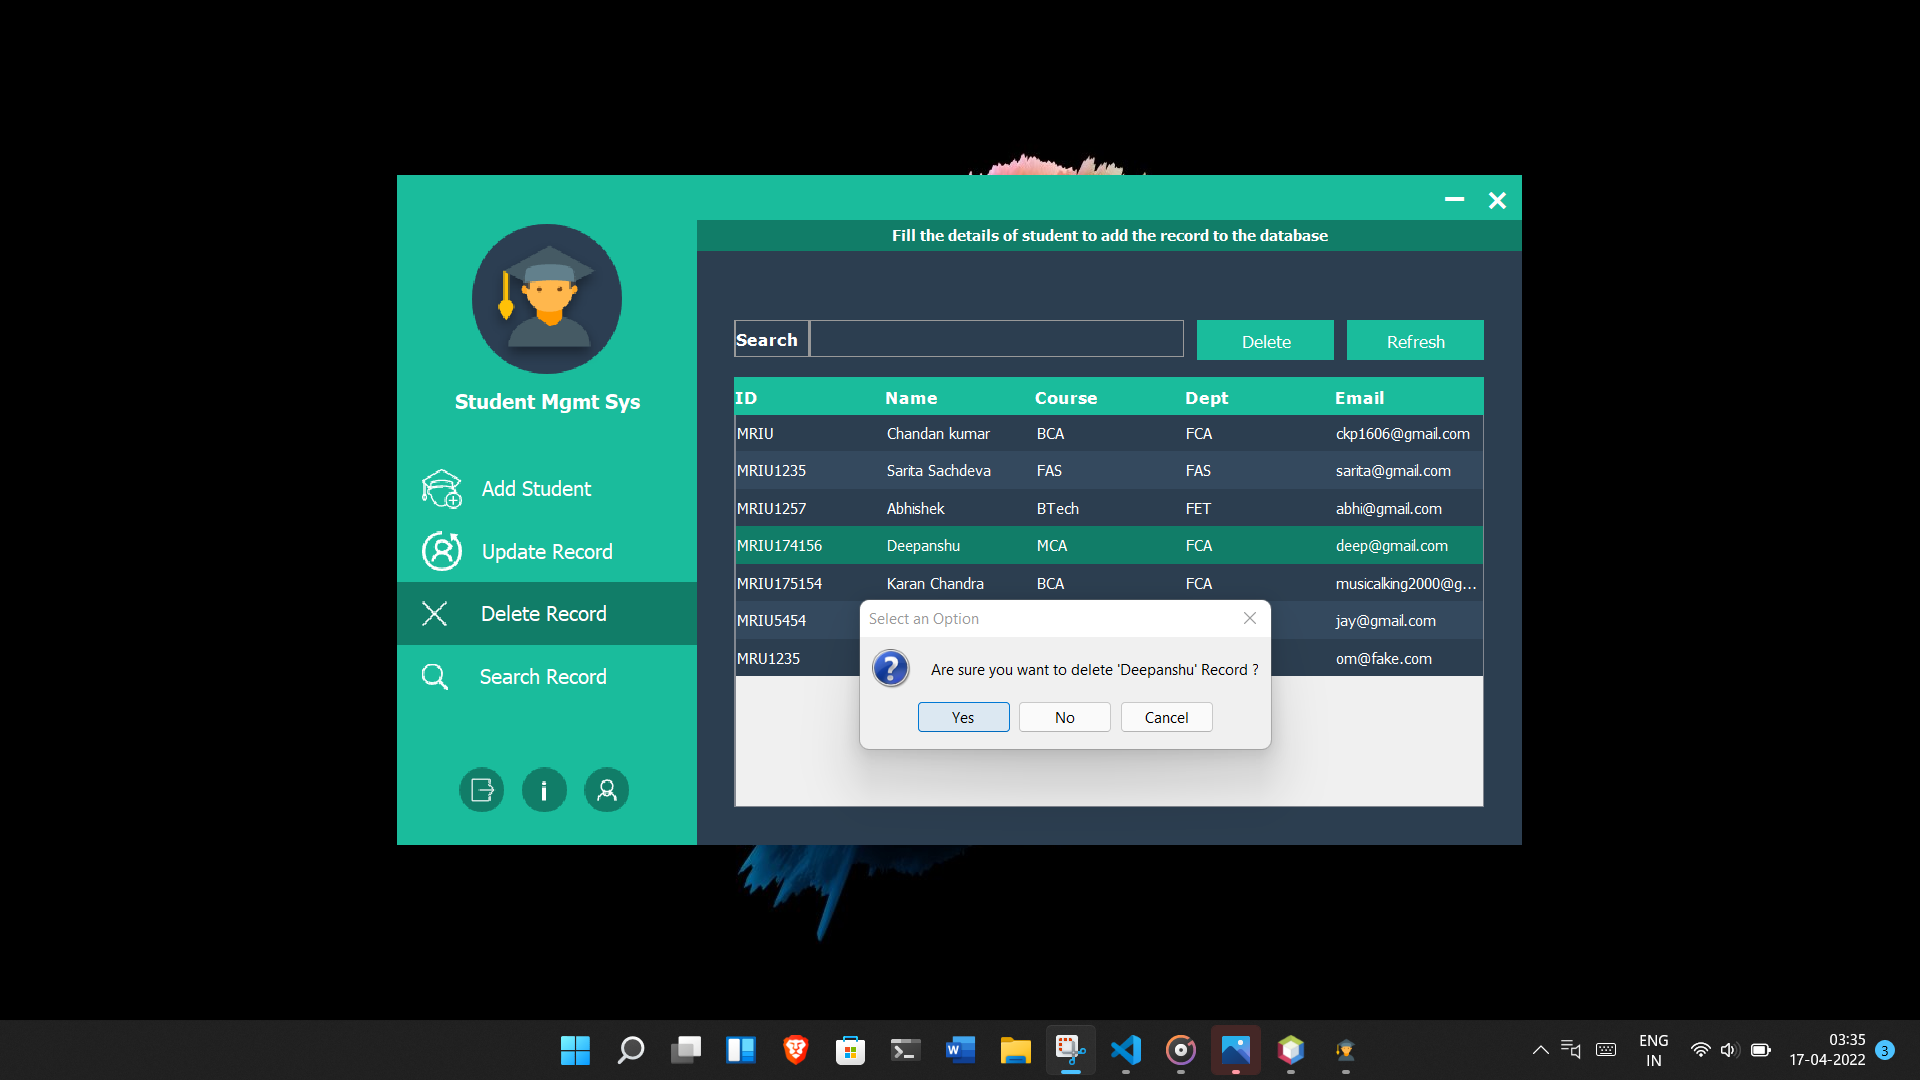 Fill the details of student to add the record to the database
Student Mgmt Sys
Add Student
Update Record
Delete Record
Search Record
Search
Delete
Refresh
ID Name Course Dept Email
MRIU Chandan kumar BCA FCA ckp1606@gmail.com
MRIU1235 Sarita Sachdeva FAS FAS sarita@gmail.com
MRIU1257 Abhishek BTech FET abhi@gmail.com
MRIU174156 Deepanshu MCA FCA deep@gmail.com
MRIU175154 Karan Chandra BCA FCA musicalking2000@g...
MRIU5454 jay@gmail.com
MRU1235 om@fake.com
Select an Option
Are sure you want to delete 'Deepanshu' Record ?
Yes No Cancel
ENG
IN
03:35
17-04-2022
3